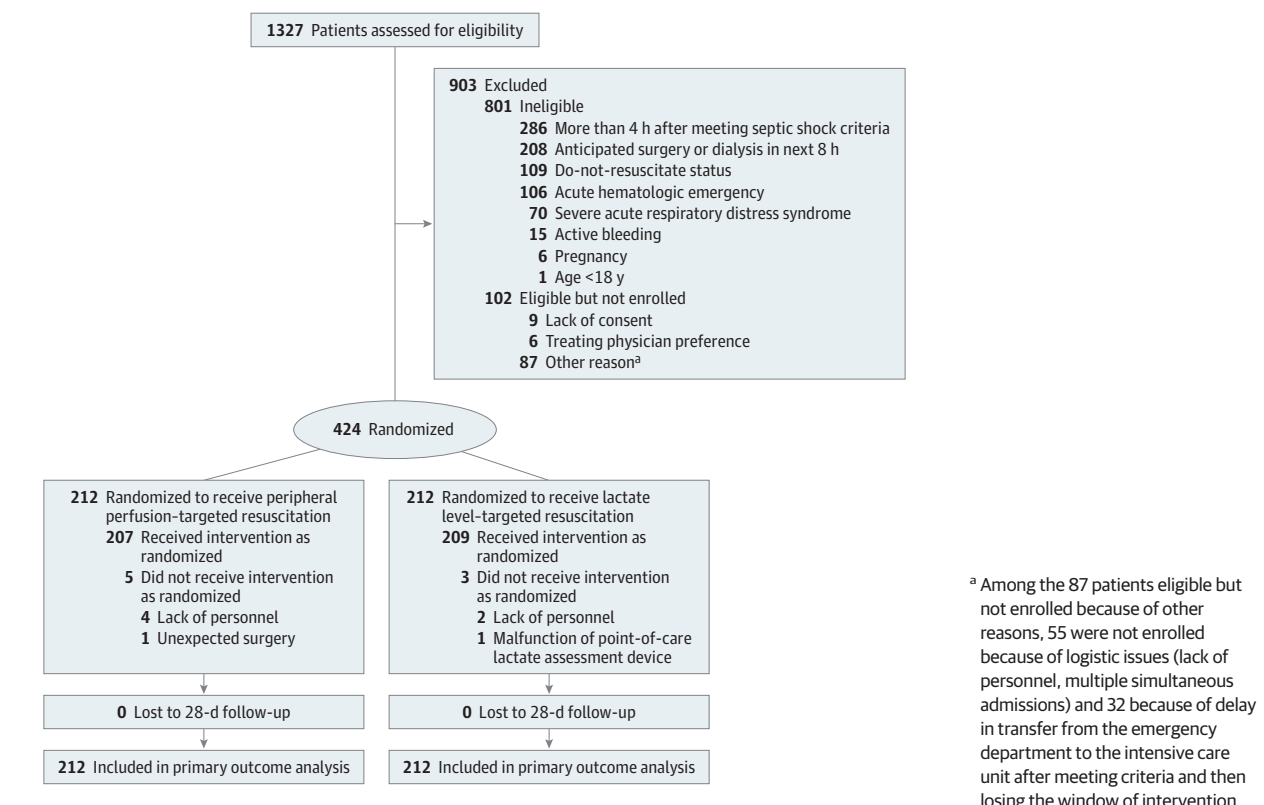 1327 Patients assessed for eligibility
903 Excluded
801 Ineligible
286 More than 4 h after meeting septic shock criteria
208 Anticipated surgery or dialysis in next 8 h
109 Do-not-resuscitate status
106 Acute hematologic emergency
70 Severe acute respiratory distress syndrome
15 Active bleeding
6 Pregnancy
1 Age <18 y
102 Eligible but not enrolled
9 Lack of consent
6 Treating physician preference
87 Other reasonᵃ
424 Randomized
212 Randomized to receive peripheral
perfusion–targeted resuscitation
207 Received intervention as
randomized
5 Did not receive intervention
as randomized
4 Lack of personnel
1 Unexpected surgery
212 Randomized to receive lactate
level–targeted resuscitation
209 Received intervention as
randomized
3 Did not receive intervention
as randomized
2 Lack of personnel
1 Malfunction of point-of-care
lactate assessment device
0 Lost to 28-d follow-up
0 Lost to 28-d follow-up
212 Included in primary outcome analysis
212 Included in primary outcome analysis
ᵃ Among the 87 patients eligible but
not enrolled because of other
reasons, 55 were not enrolled
because of logistic issues (lack of
personnel, multiple simultaneous
admissions) and 32 because of delay
in transfer from the emergency
department to the intensive care
unit after meeting criteria and then
losing the window of intervention